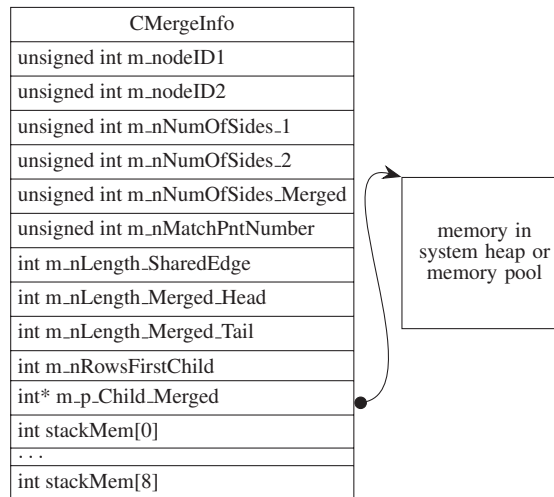 CMergeInfo
unsigned int m_nodeID1
unsigned int m_nodeID2
unsigned int m_nNumOfSides_1
unsigned int m_nNumOfSides_2
unsigned int m_nNumOfSides_Merged
unsigned int m_nMatchPntNumber
int m_nLength_SharedEdge
int m_nLength_Merged_Head
int m_nLength_Merged_Tail
int m_nRowsFirstChild
int* m_p_Child_Merged
int stackMem[0]
. . .
int stackMem[8]
memory in
system heap or
memory pool